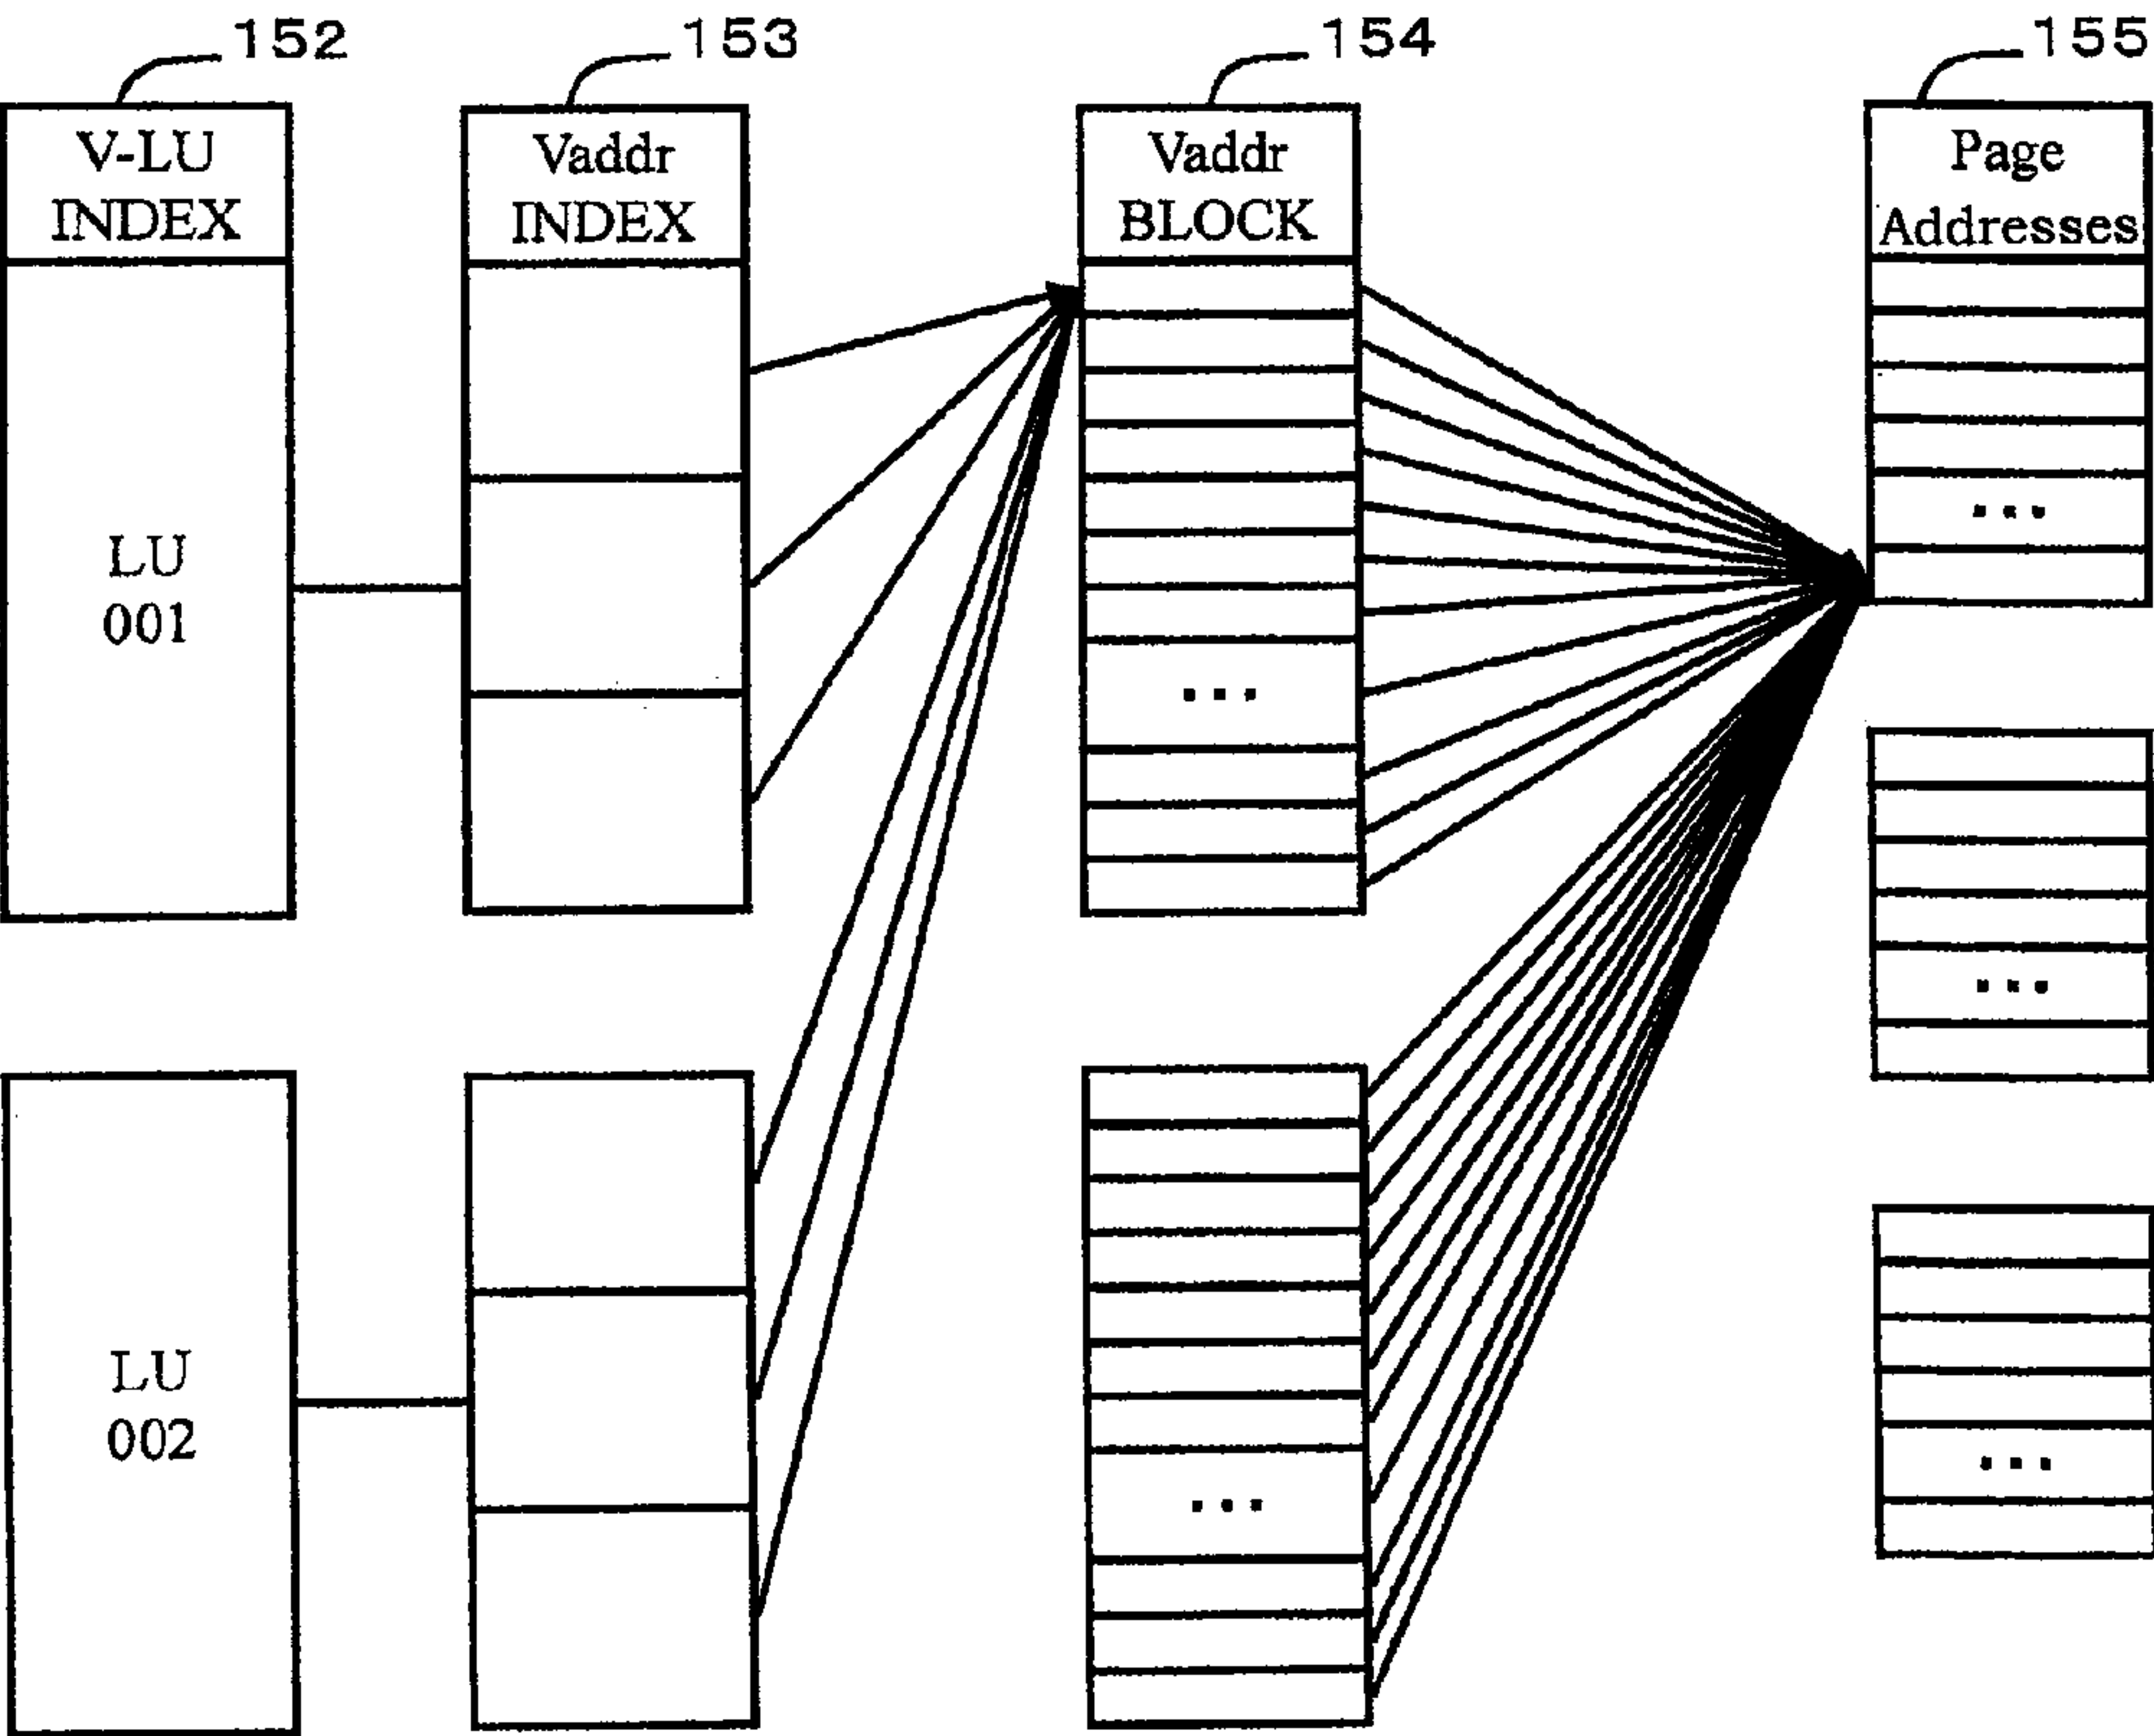 152
153
154
155
V-LU
INDEX
Vaddr
INDEX
Vaddr
BLOCK
Page
Addresses
...
LU
001
...
...
LU
002
...
...